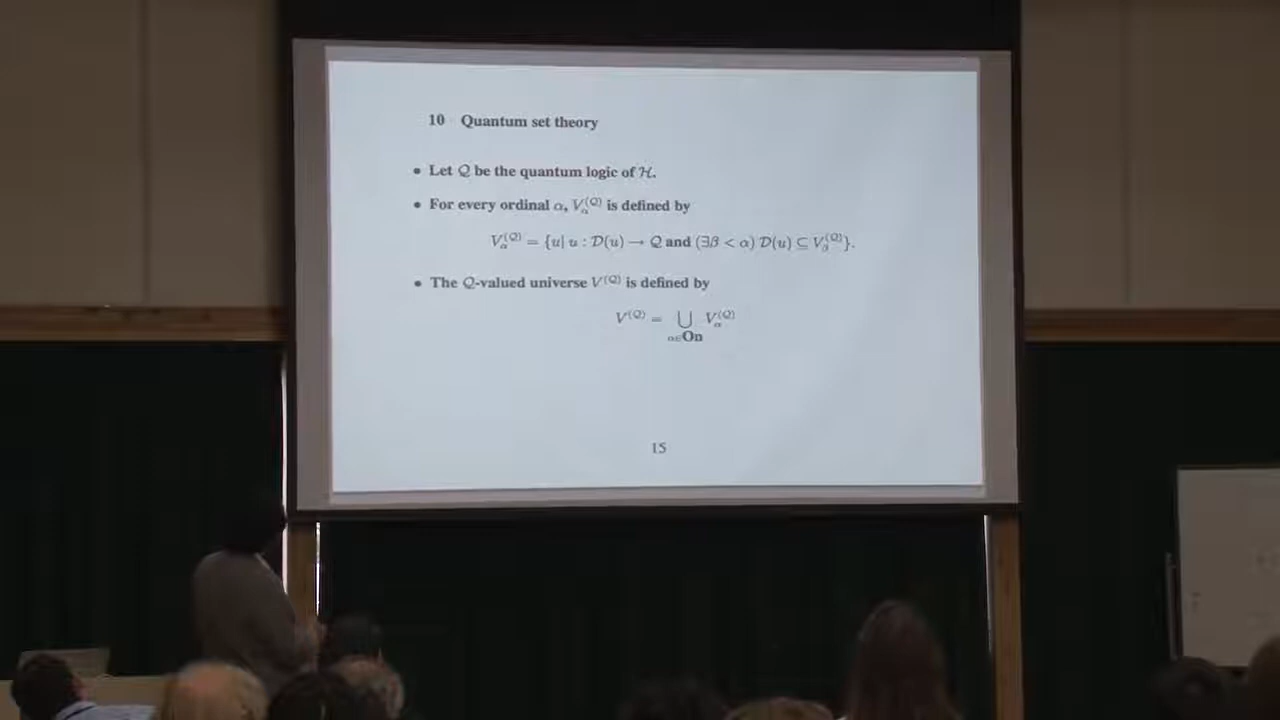 10 Quantum set theory
• Let 𝒬 be the quantum logic of ℋ.
• For every ordinal α, V_α^(𝒬) is defined by
V_α^(𝒬) = {u| u : 𝒟(u) → 𝒬 and (∃β < α) 𝒟(u) ⊆ V_β^(𝒬)}.
• The 𝒬-valued universe V^(𝒬) is defined by
V^(𝒬) = ⋃ V_α^(𝒬)
α∈On
15